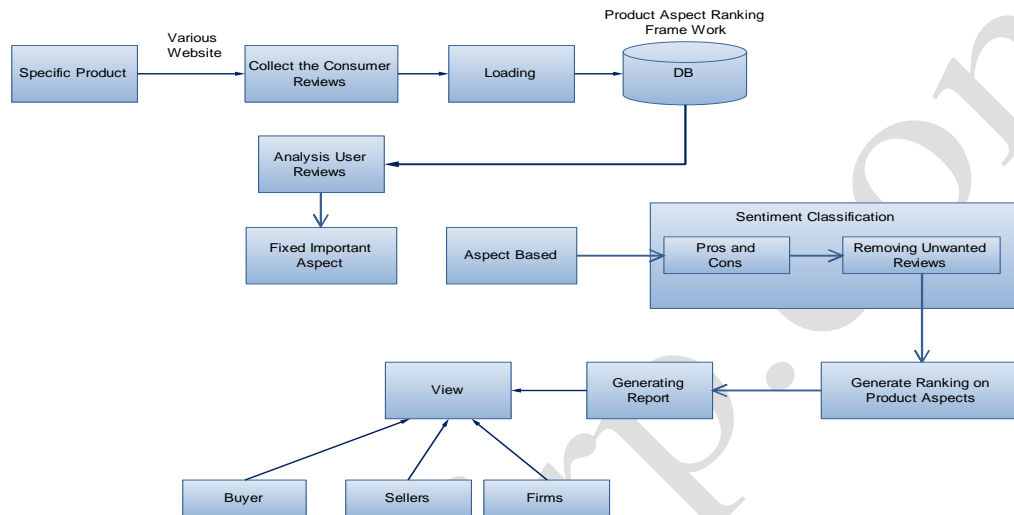 Product Aspect Ranking
Frame Work
Various
Website
Specific Product
Collect the Consumer
Reviews
Loading
DB
Analysis User
Reviews
Fixed Important
Aspect
Aspect Based
Sentiment Classification
Pros and
Cons
Removing Unwanted
Reviews
View
Generating
Report
Generate Ranking on
Product Aspects
Buyer
Sellers
Firms